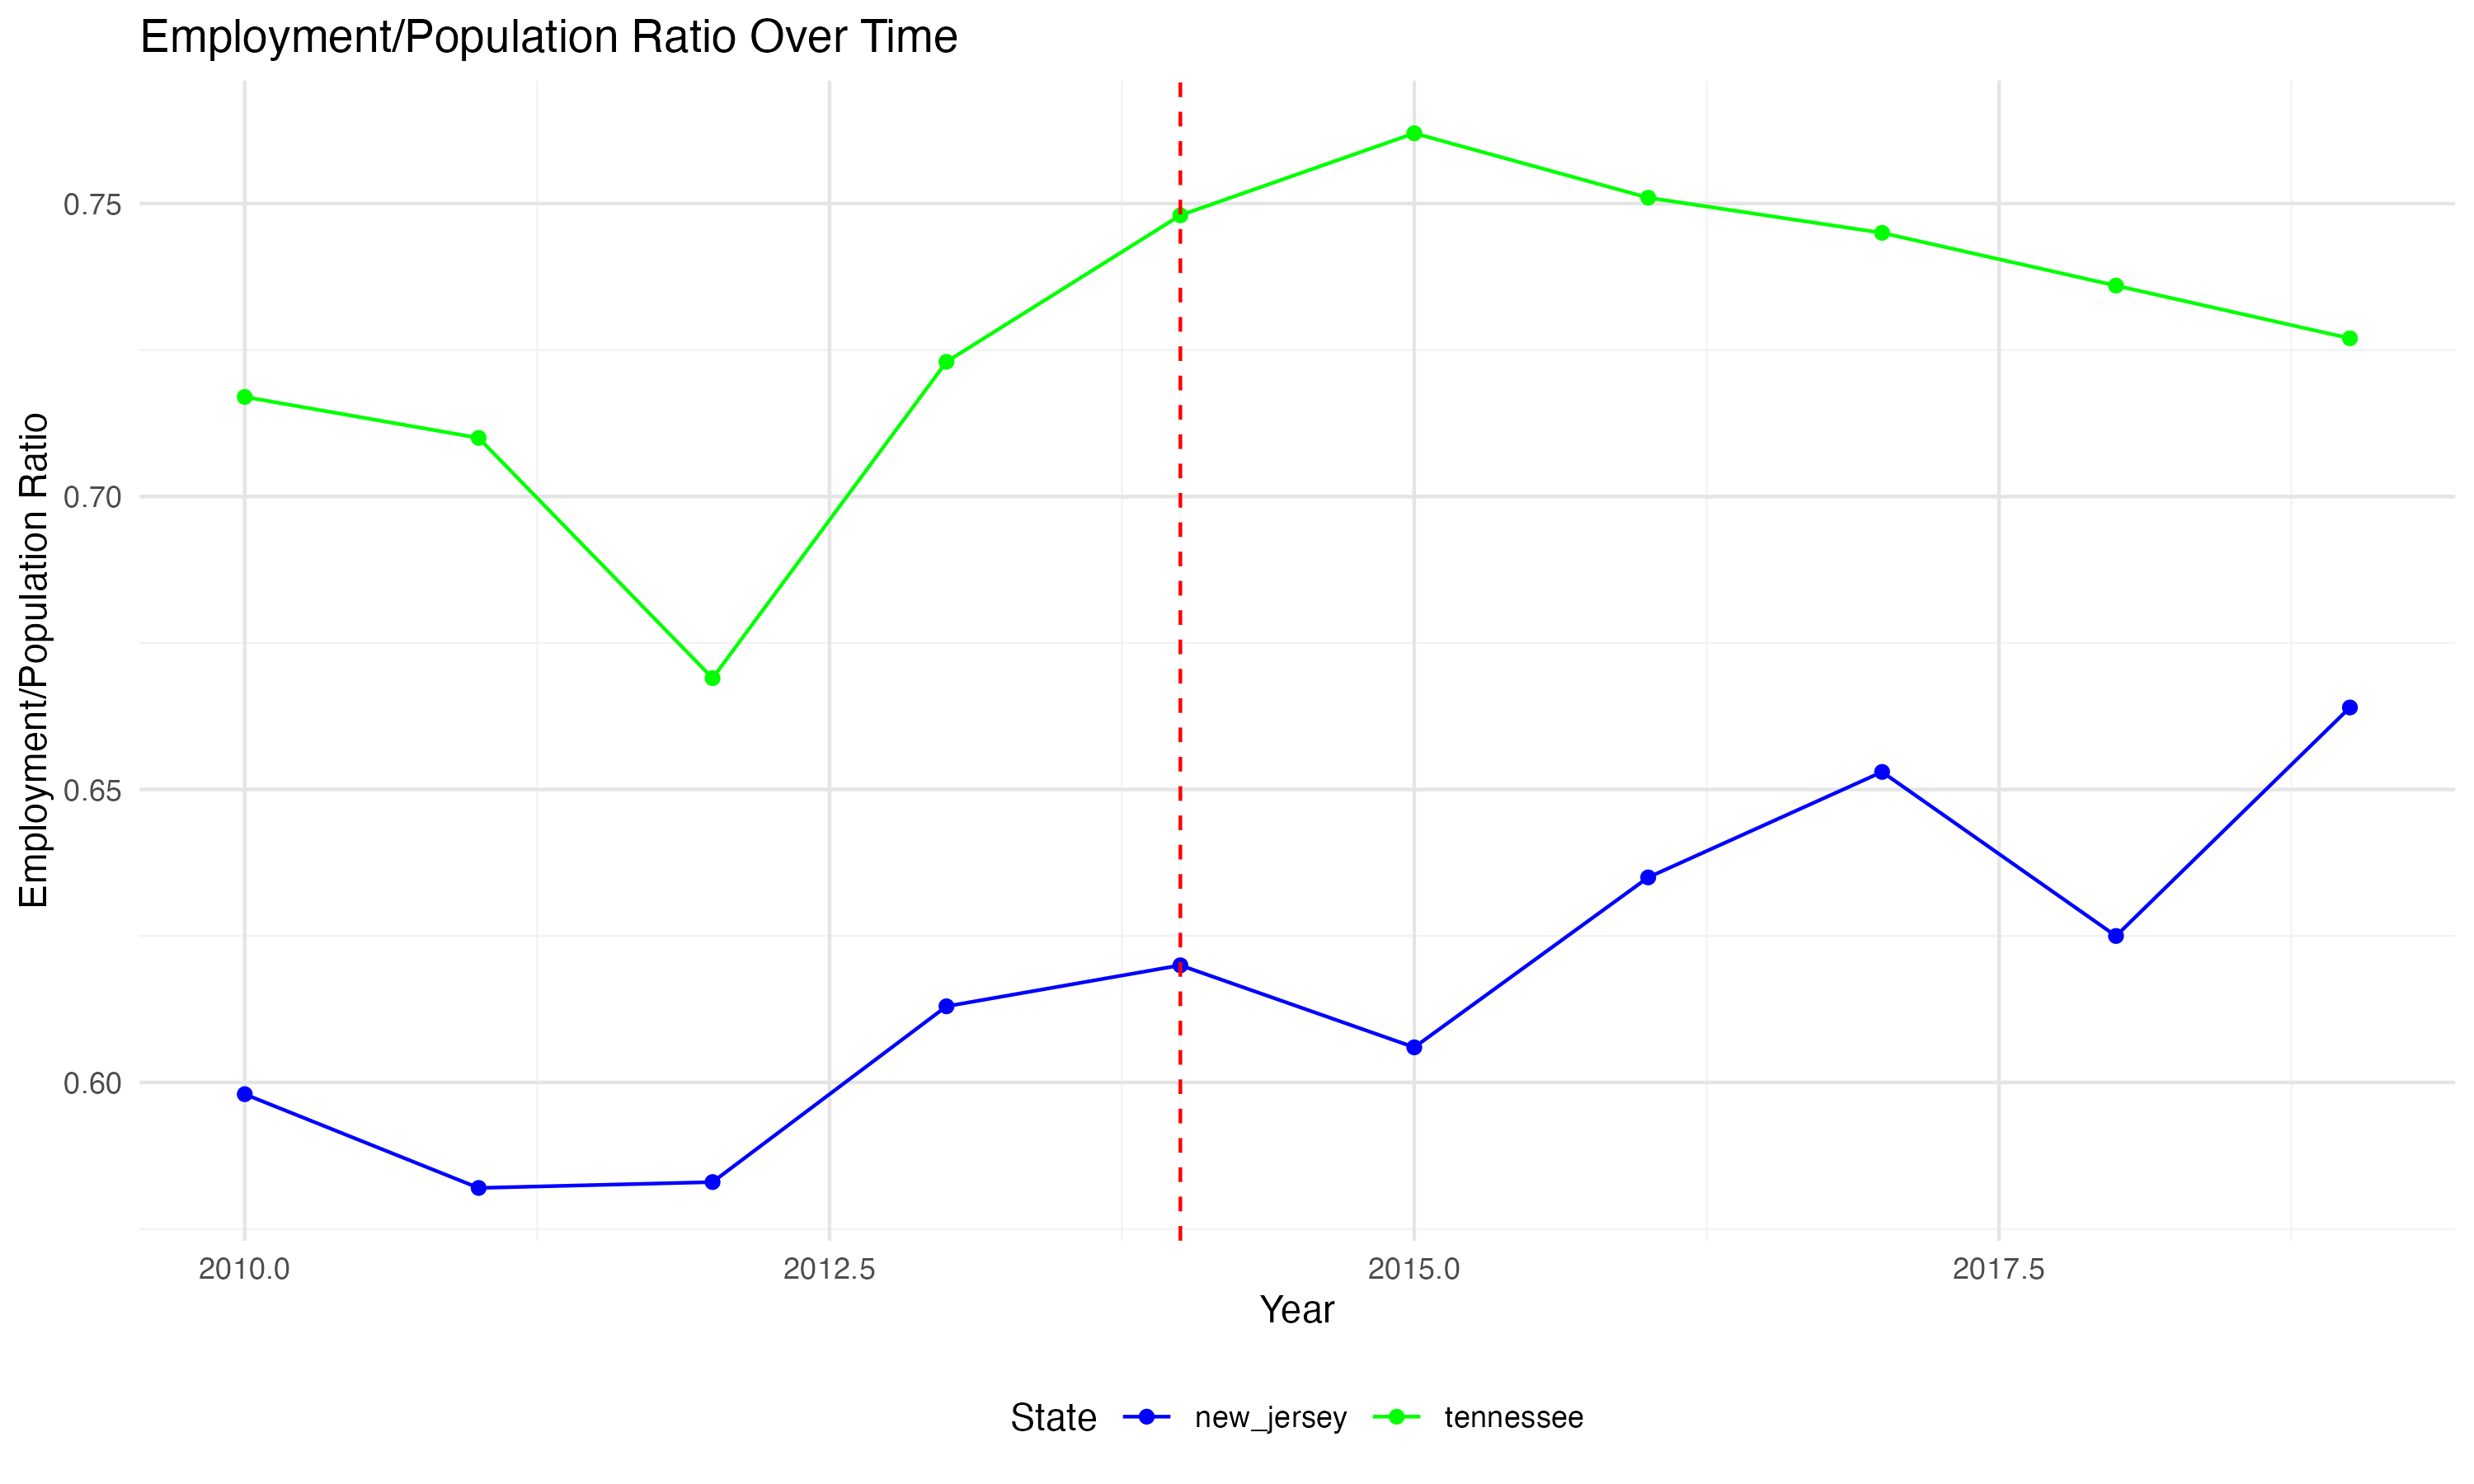 Employment/Population Ratio Over Time
Employment/Population Ratio
0.75
0.70
0.65
0.60
2010.0 2012.5 2015.0 2017.5
Year
State new_jersey tennessee